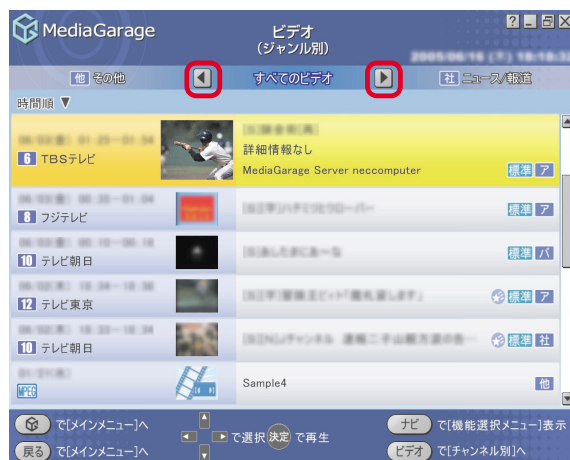 MediaGarage
ビデオ
(ジャンル別)
他 その他
すべてのビデオ
社 ニュース/報道
時間順 ▼
詳細情報なし
6 TBSテレビ
MediaGarage Server neccomputer
標準 ア
8 フジテレビ
標準 ア
10 テレビ朝日
標準 バ
12 テレビ東京
標準 ア
10 テレビ朝日
標準 社
MPEG
Sample4
他
で[メインメニュー]へ
で選択 決定 で再生
ナビ で[機能選択メニュー]表示
戻る で[メインメニュー]へ
ビデオ で[チャンネル別]へ